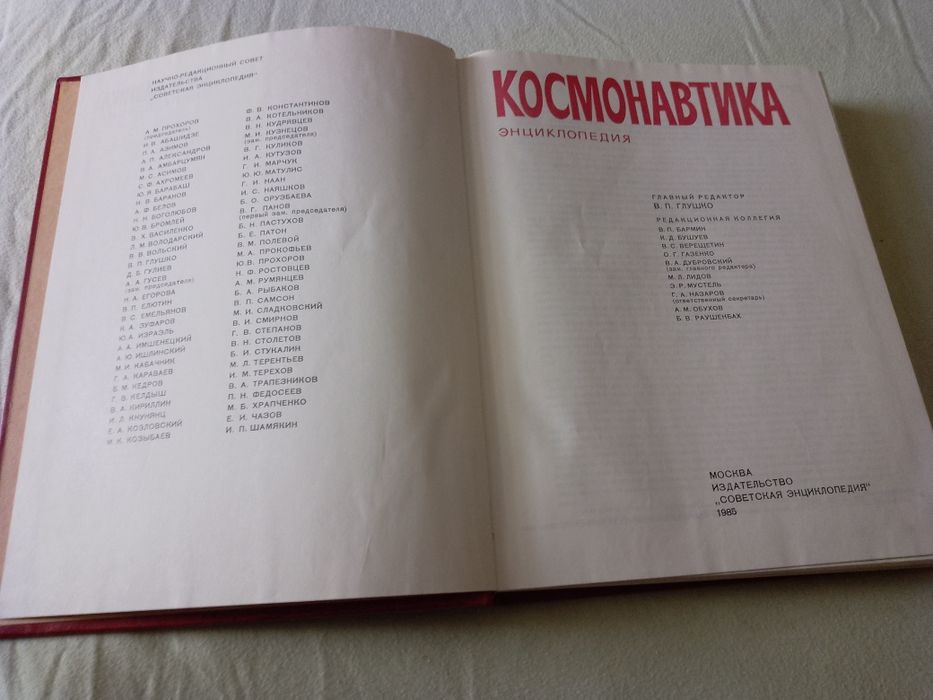 НАУЧНО-РЕДАКЦИОННЫЙ СОВЕТ
ИЗДАТЕЛЬСТВА
„СОВЕТСКАЯ ЭНЦИКЛОПЕДИЯ"
А. М. ПРОХОРОВ
(председатель)
И. В. АБАШИДЗЕ
П. А. АЗИМОВ
А. П. АЛЕКСАНДРОВ
В. А. АМБАРЦУМЯН
М. С. АСИМОВ
С. Ф. АХРОМЕЕВ
Ю. Я. БАРАБАШ
Н. В. БАРАНОВ
А. Ф. БЕЛОВ
Н. Н. БОГОЛЮБОВ
Ю. В. БРОМЛЕЙ
В. Х. ВАСИЛЕНКО
Л. М. ВОЛОДАРСКИЙ
В. В. ВОЛЬСКИЙ
В. П. ГЛУШКО
Д. Б. ГУЛИЕВ
А. А. ГУСЕВ
(зам. председателя)
Н. А. ЕГОРОВА
В. П. ЕЛЮТИН
В. С. ЕМЕЛЬЯНОВ
К. А. ЗУФАРОВ
Ю. А. ИЗРАЭЛЬ
А. А. ИМШЕНЕЦКИЙ
А. Ю. ИШЛИНСКИЙ
М. И. КАБАЧНИК
Г. А. КАРАВАЕВ
Б. М. КЕДРОВ
Г. В. КЕЛДЫШ
В. А. КИРИЛЛИН
И. Л. КНУНЯНЦ
Е. А. КОЗЛОВСКИЙ
И. К. КОЗЫБАЕВ
Ф. В. КОНСТАНТИНОВ
В. А. КОТЕЛЬНИКОВ
В. Н. КУДРЯВЦЕВ
М. И. КУЗНЕЦОВ
(зам. председателя)
В. Г. КУЛИКОВ
И. А. КУТУЗОВ
Г. И. МАРЧУК
Ю. Ю. МАТУЛИС
Г. И. НААН
И. С. НАЯШКОВ
Б. О. ОРУЗБАЕВА
В. Г. ПАНОВ
(первый зам. председателя)
Б. Н. ПАСТУХОВ
Б. Е. ПАТОН
В. М. ПОЛЕВОЙ
М. А. ПРОКОФЬЕВ
Ю. В. ПРОХОРОВ
Н. Ф. РОСТОВЦЕВ
А. М. РУМЯНЦЕВ
Б. А. РЫБАКОВ
В. П. САМСОН
М. И. СЛАДКОВСКИЙ
В. И. СМИРНОВ
Г. В. СТЕПАНОВ
В. Н. СТОЛЕТОВ
Б. И. СТУКАЛИН
М. Л. ТЕРЕНТЬЕВ
И. М. ТЕРЕХОВ
В. А. ТРАПЕЗНИКОВ
П. Н. ФЕДОСЕЕВ
М. Б. ХРАПЧЕНКО
Е. И. ЧАЗОВ
И. П. ШАМЯКИН
КОСМОНАВТИКА
ЭНЦИКЛОПЕДИЯ
ГЛАВНЫЙ РЕДАКТОР
В. П. ГЛУШКО
РЕДАКЦИОННАЯ КОЛЛЕГИЯ
В. П. БАРМИН
К. Д. БУШУЕВ
В. С. ВЕРЕЩЕТИН
О. Г. ГАЗЕНКО
В. А. ДУБРОВСКИЙ
(зам. главного редактора)
М. Л. ЛИДОВ
Э. Р. МУСТЕЛЬ
Г. А. НАЗАРОВ
(ответственный секретарь)
А. М. ОБУХОВ
Б. В. РАУШЕНБАХ
МОСКВА
ИЗДАТЕЛЬСТВО
„СОВЕТСКАЯ ЭНЦИКЛОПЕДИЯ"
1985